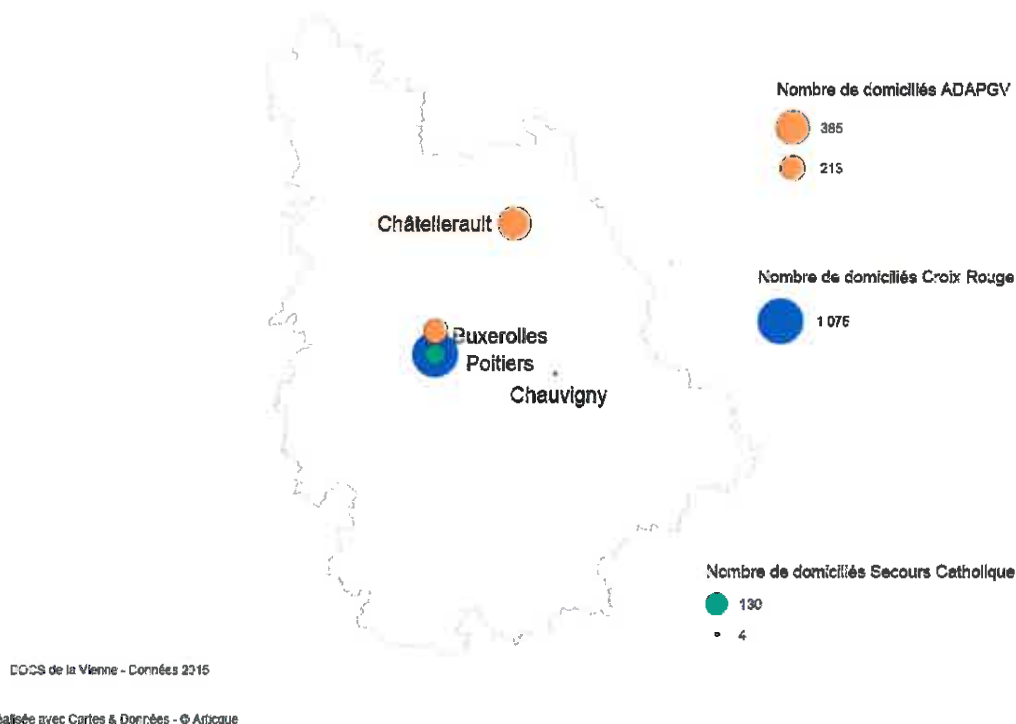 Nombre de domiciliés ADAPGV
385
215
Châtellerault
Nombre de domiciliés Croix Rouge
1 075
Buxerolles
Poitiers
Chauvigny
Nombre de domiciliés Secours Catholique
130
4
DDCS de la Vienne - Données 2015
éalisée avec Cartes & Données - © Articque